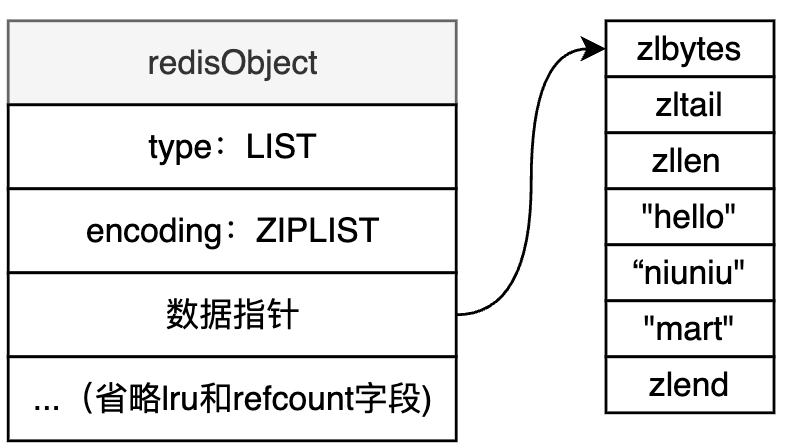 redisObject
type：LIST
encoding：ZIPLIST
数据指针
...（省略lru和refcount字段)
zlbytes
zltail
zllen
"hello"
“niuniu"
"mart"
zlend